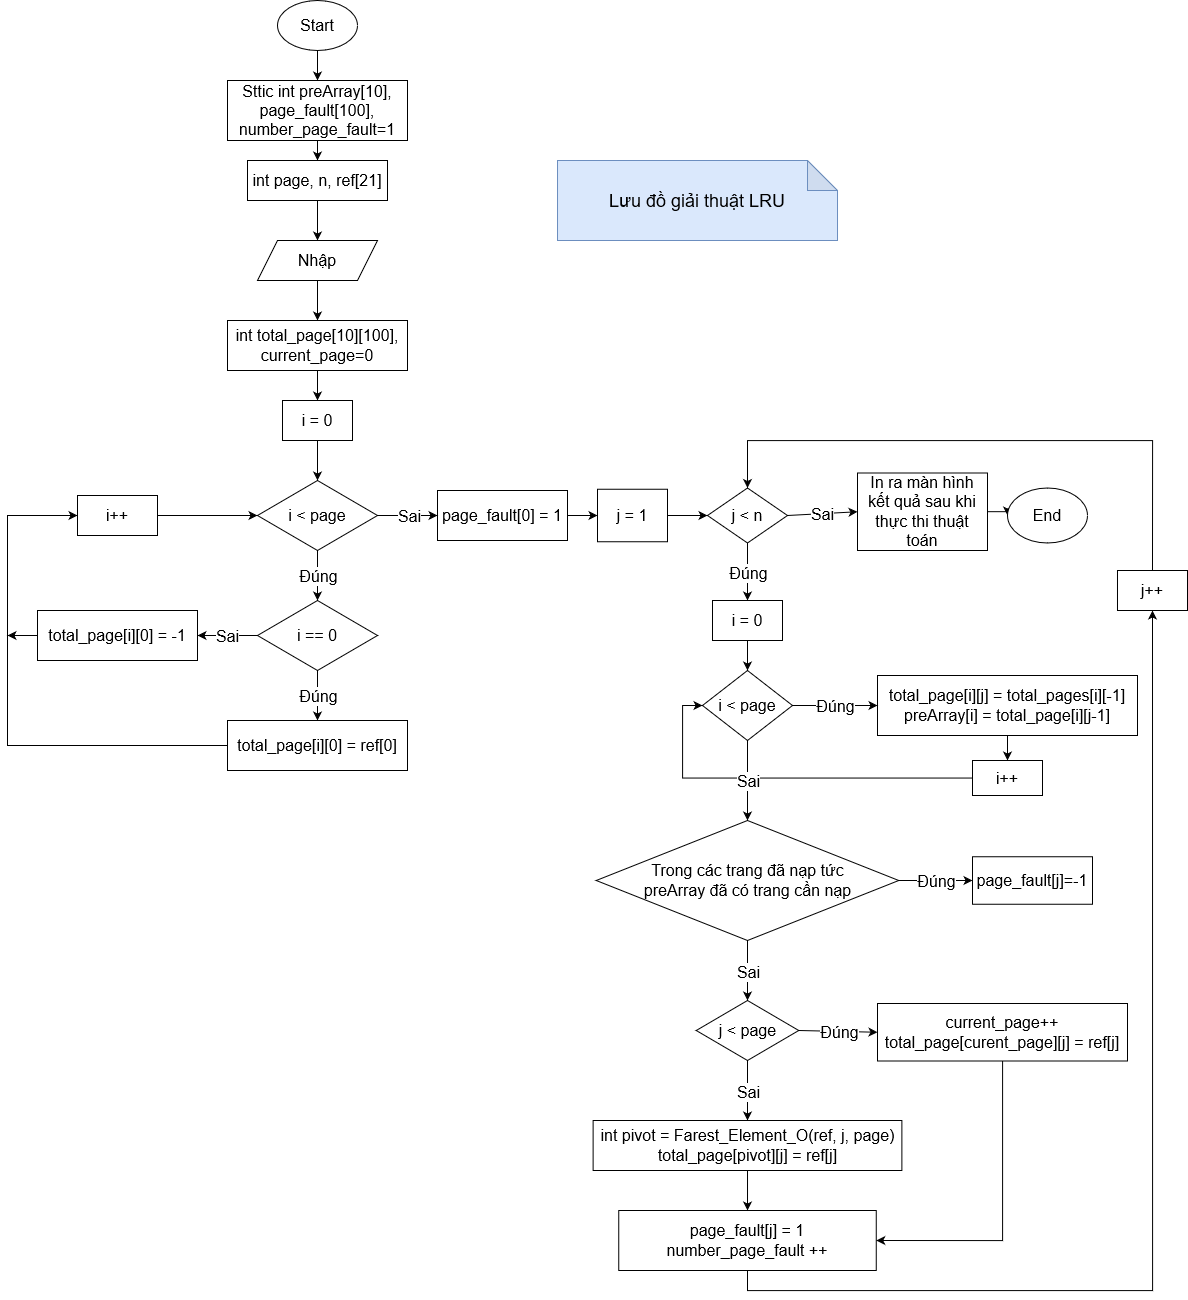 Start
Sttic int preArray[10],
page_fault[100],
number_page_fault=1
int page, n, ref[21]
Lưu đồ giải thuật LRU
Nhập
int total_page[10][100],
current_page=0
i = 0
i++
i < page
Sai
page_fault[0] = 1
j = 1
j < n
Sai
In ra màn hình
kết quả sau khi
thực thi thuật
toán
End
Đúng
Đúng
j++
total_page[i][0] = -1
Sai
i == 0
i = 0
Đúng
i < page
Đúng
total_page[i][j] = total_pages[i][-1]
preArray[i] = total_page[i][j-1]
total_page[i][0] = ref[0]
Sai
i++
Trong các trang đã nạp tức
preArray đã có trang cần nạp
Đúng
page_fault[j]=-1
Sai
j < page
Đúng
current_page++
total_page[curent_page][j] = ref[j]
Sai
int pivot = Farest_Element_O(ref, j, page)
total_page[pivot][j] = ref[j]
page_fault[j] = 1
number_page_fault ++